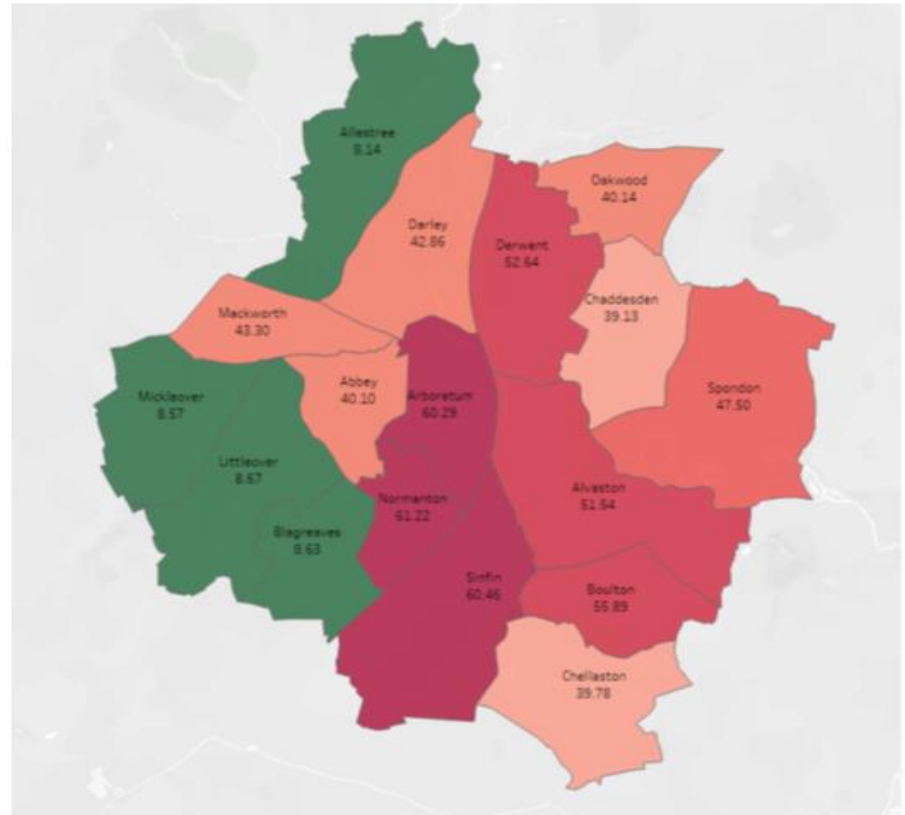 Allestree
8.14
Oakwood
40.14
Darley
42.86
Derwent
52.64
Chaddesden
39.13
Mackworth
43.30
Abbey
40.10
Arboretum
60.29
Spondon
47.50
Mickleover
8.57
Littleover
8.67
Blagreaves
8.63
Normanton
61.22
Alvaston
51.64
Sinfin
60.46
Boulton
55.89
Chellaston
39.78